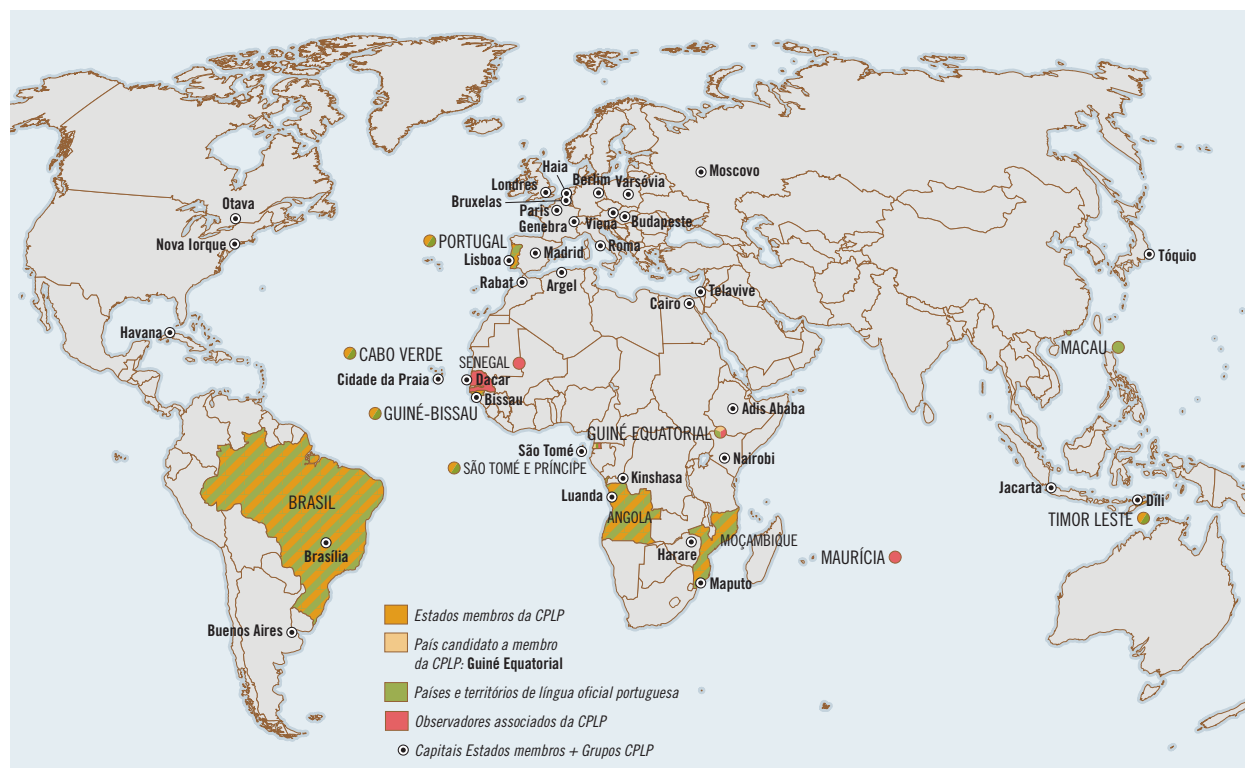 Moscovo
Haia
Berlim
Varsóvia
Londres
Bruxelas
Paris
Genebra
Viena
Budapeste
Otava
Nova Iorque
PORTUGAL
Lisboa
Madrid
Roma
Tóquio
Rabat
Argel
Cairo
Telavive
Havana
CABO VERDE
SENEGAL
MACAU
Cidade da Praia
Dacar
Bissau
GUINÉ-BISSAU
Adis Ababa
GUINÉ EQUATORIAL
São Tomé
Nairobi
SÃO TOMÉ E PRÍNCIPE
Kinshasa
Luanda
ANGOLA
Jacarta
Díli
TIMOR LESTE
BRASIL
Brasília
MOÇAMBIQUE
Harare
MAURÍCIA
Maputo
Buenos Aires
Estados membros da CPLP
País candidato a membro
da CPLP: Guiné Equatorial
Países e territórios de língua oficial portuguesa
Observadores associados da CPLP
Capitais Estados membros + Grupos CPLP